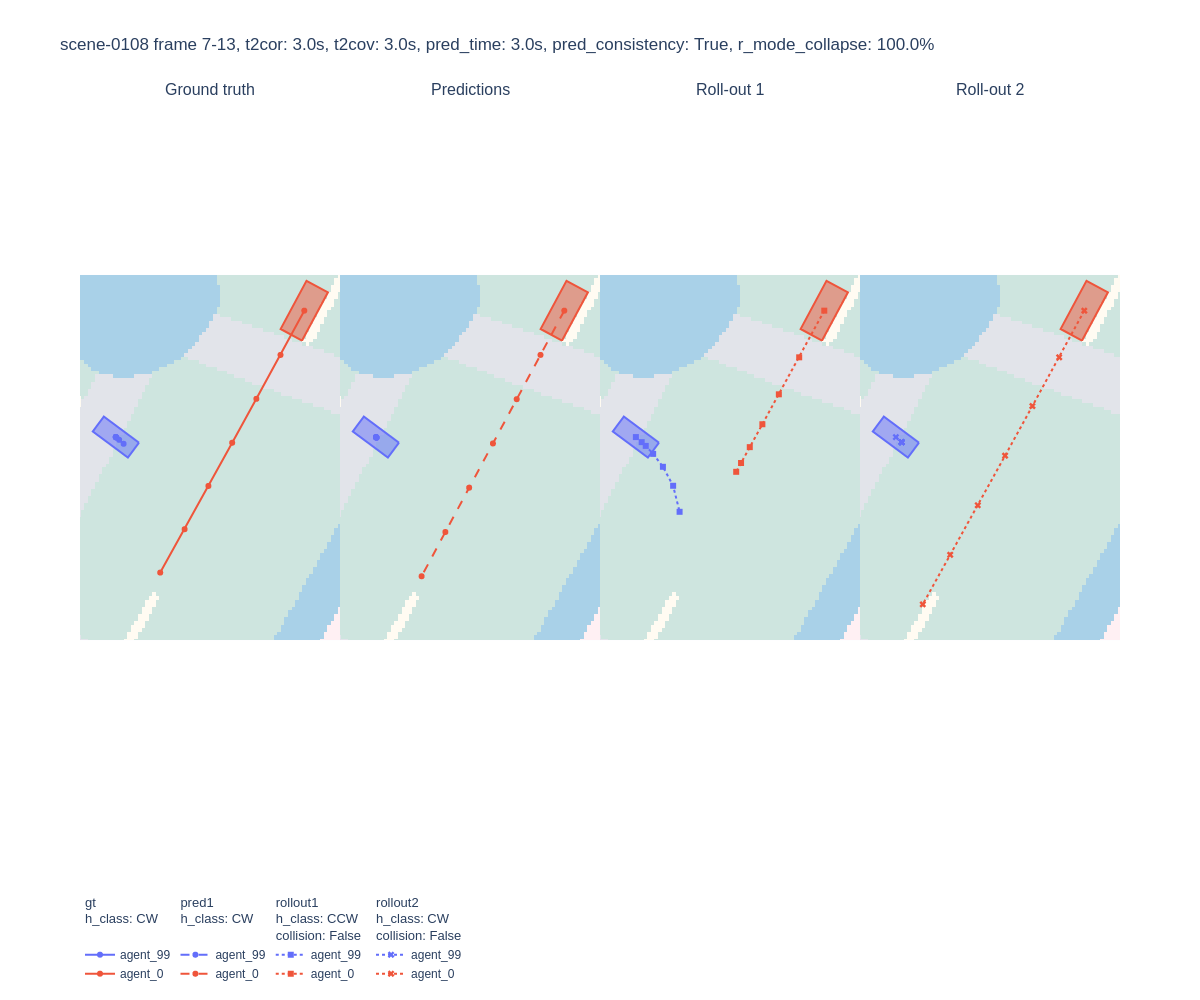 scene-0108 frame 7-13, t2cor: 3.0s, t2cov: 3.0s, pred_time: 3.0s, pred_consistency: True, r_mode_collapse: 100.0%
Ground truth
Predictions
Roll-out 1
Roll-out 2
gt
h_class: CW
agent_99
agent_0
pred1
h_class: CW
agent_99
agent_0
rollout1
h_class: CCW
collision: False
agent_99
agent_0
rollout2
h_class: CW
collision: False
agent_99
agent_0